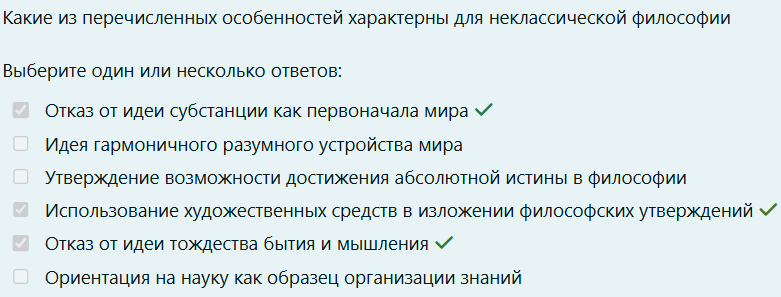 Какие из перечисленных особенностей характерны для неклассической философии
Выберите один или несколько ответов:
Отказ от идеи субстанции как первоначала мира
Идея гармоничного разумного устройства мира
Утверждение возможности достижения абсолютной истины в философии
Использование художественных средств в изложении философских утверждений
Отказ от идеи тождества бытия и мышления
Ориентация на науку как образец организации знаний